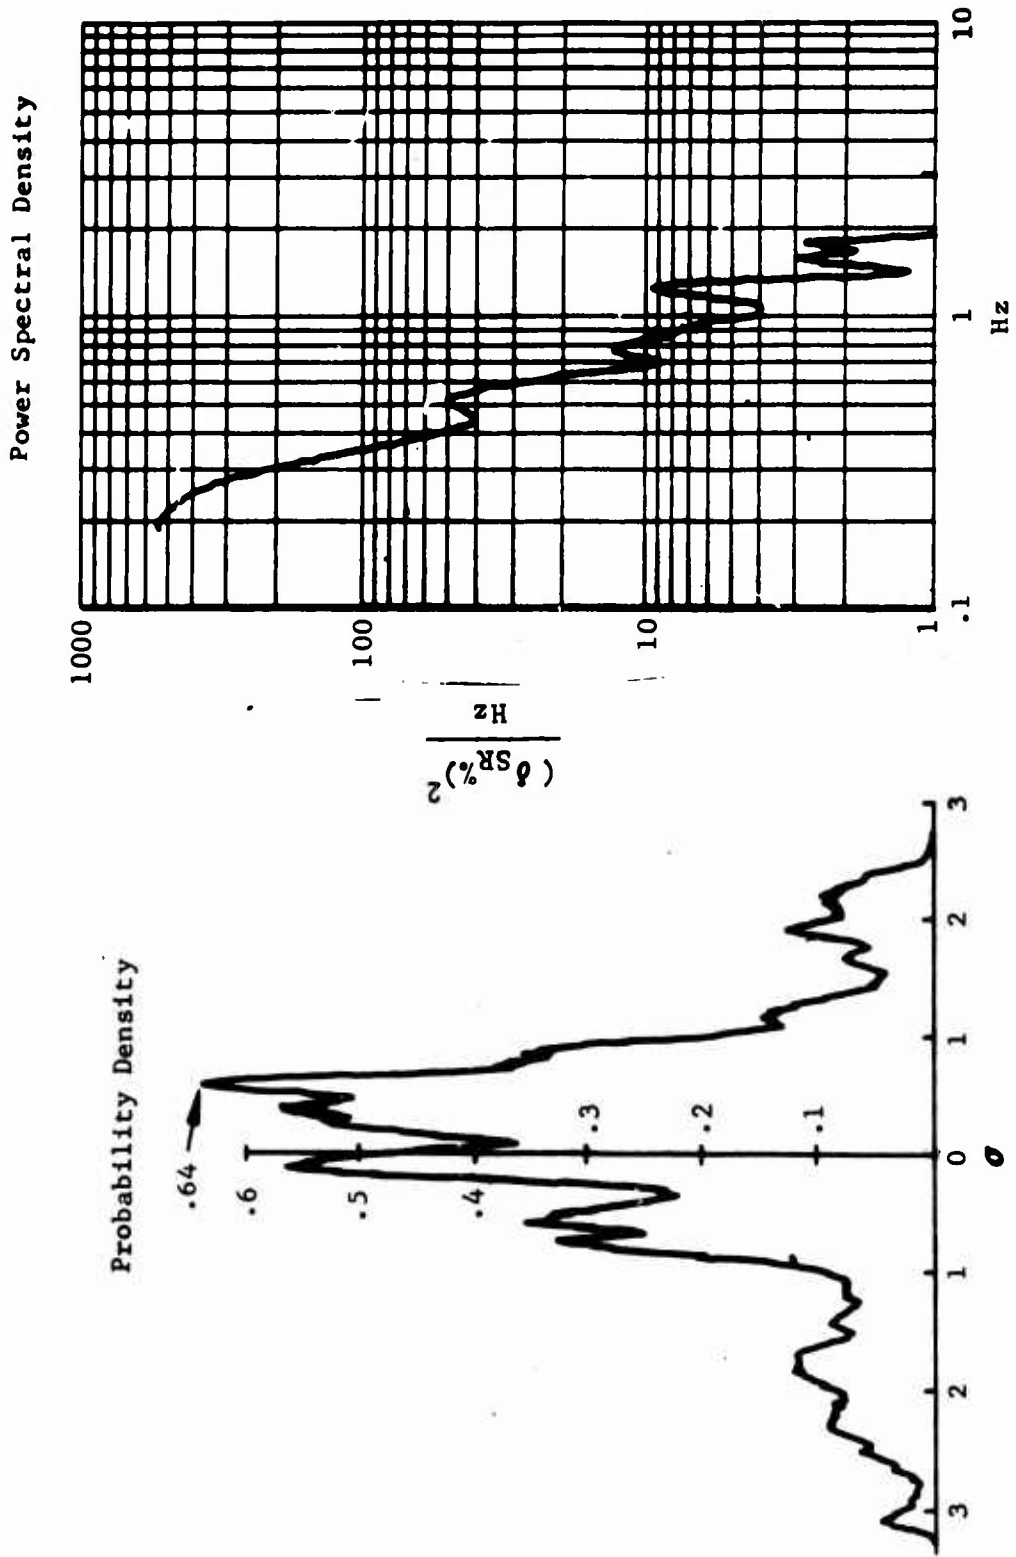 Probability Density
.64
.6
.5
.4
.3
.2
.1
3 2 1 0 1 2 3
σ
Power Spectral Density
1000
100
10
1
(δSR%)²
Hz
.1 1 10
Hz